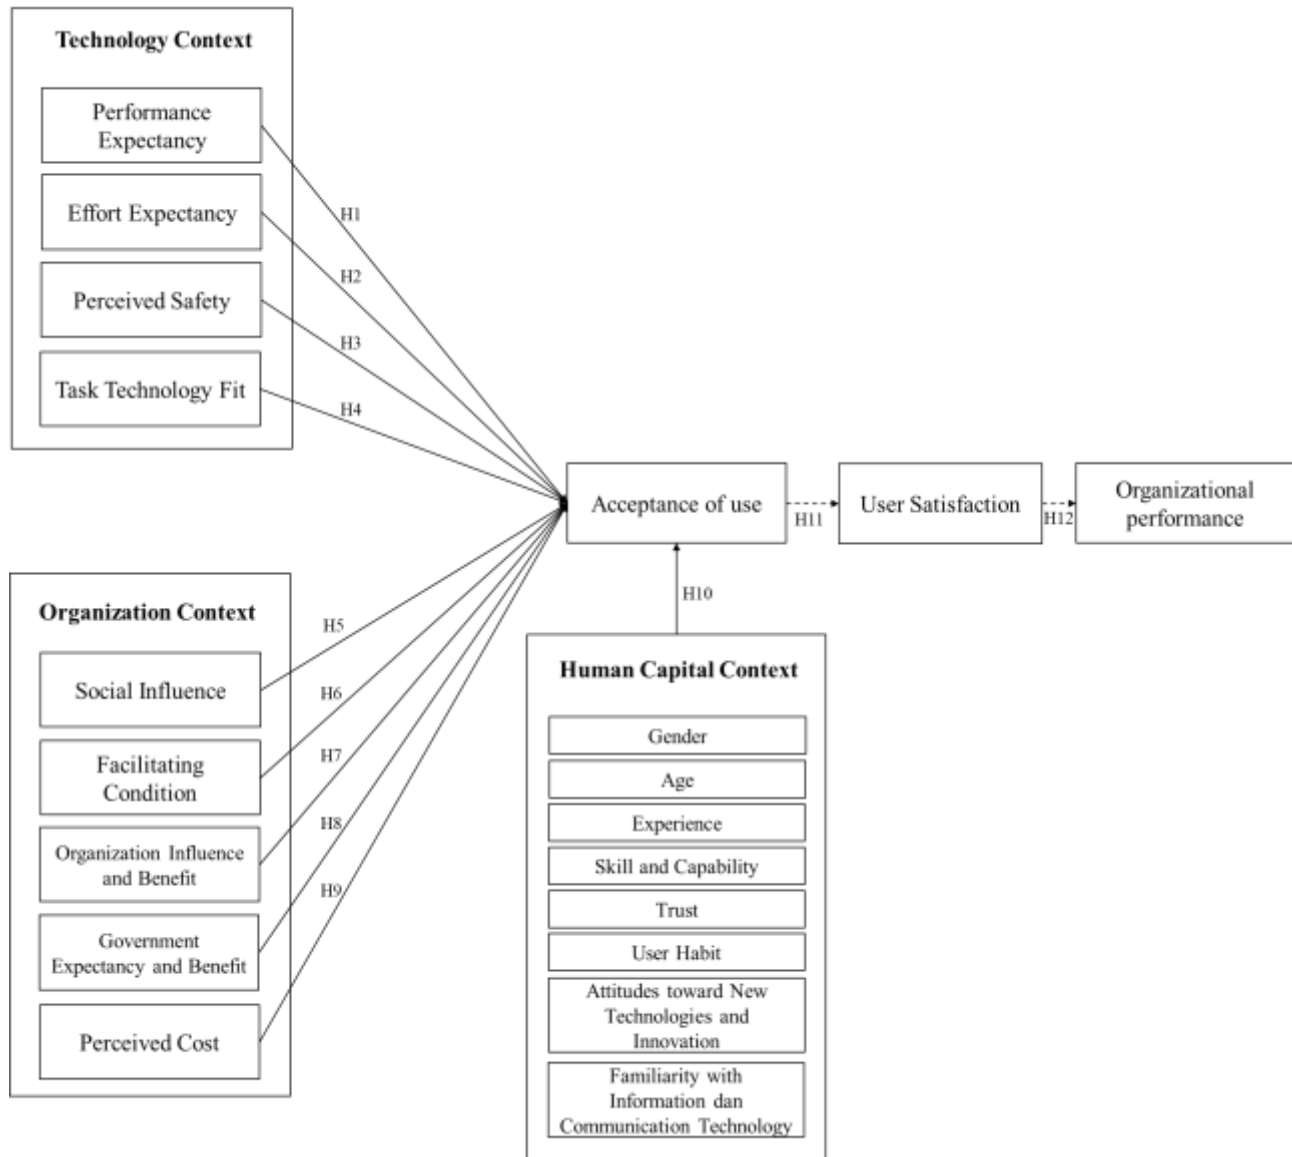 Technology Context
Performance
Expectancy
Effort Expectancy
Perceived Safety
Task Technology Fit
H1
H2
H3
H4
Acceptance of use
H11
User Satisfaction
H12
Organizational
performance
Organization Context
Social Influence
Facilitating
Condition
Organization Influence
and Benefit
Government
Expectancy and Benefit
Perceived Cost
H5
H6
H7
H8
H9
H10
Human Capital Context
Gender
Age
Experience
Skill and Capability
Trust
User Habit
Attitudes toward New
Technologies and
Innovation
Familiarity with
Information dan
Communication Technology